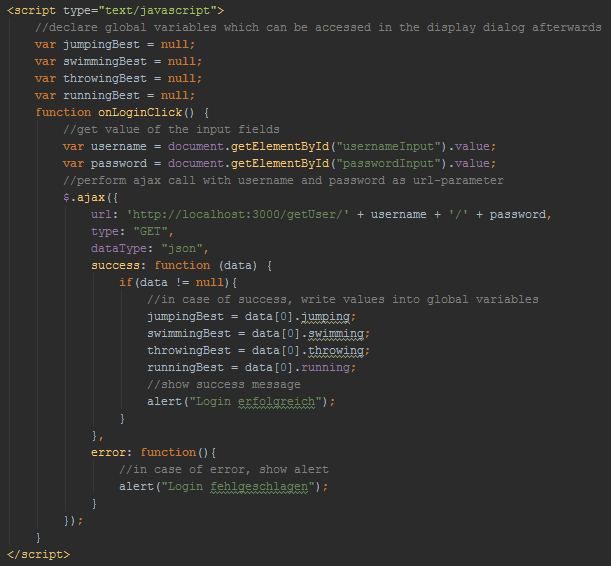 <script type="text/javascript">
    //declare global variables which can be accessed in the display dialog afterwards
    var jumpingBest = null;
    var swimmingBest = null;
    var throwingBest = null;
    var runningBest = null;
    function onLoginClick() {
        //get value of the input fields
        var username = document.getElementById("usernameInput").value;
        var password = document.getElementById("passwordInput").value;
        //perform ajax call with username and password as url-parameter
        $.ajax({
            url: 'http://localhost:3000/getUser/' + username + '/' + password,
            type: "GET",
            dataType: "json",
            success: function (data) {
                if(data != null){
                    //in case of success, write values into global variables
                    jumpingBest = data[0].jumping;
                    swimmingBest = data[0].swimming;
                    throwingBest = data[0].throwing;
                    runningBest = data[0].running;
                    //show success message
                    alert("Login erfolgreich");
                }
            },
            error: function(){
                //in case of error, show alert
                alert("Login fehlgeschlagen");
            }
        });
    }
</script>